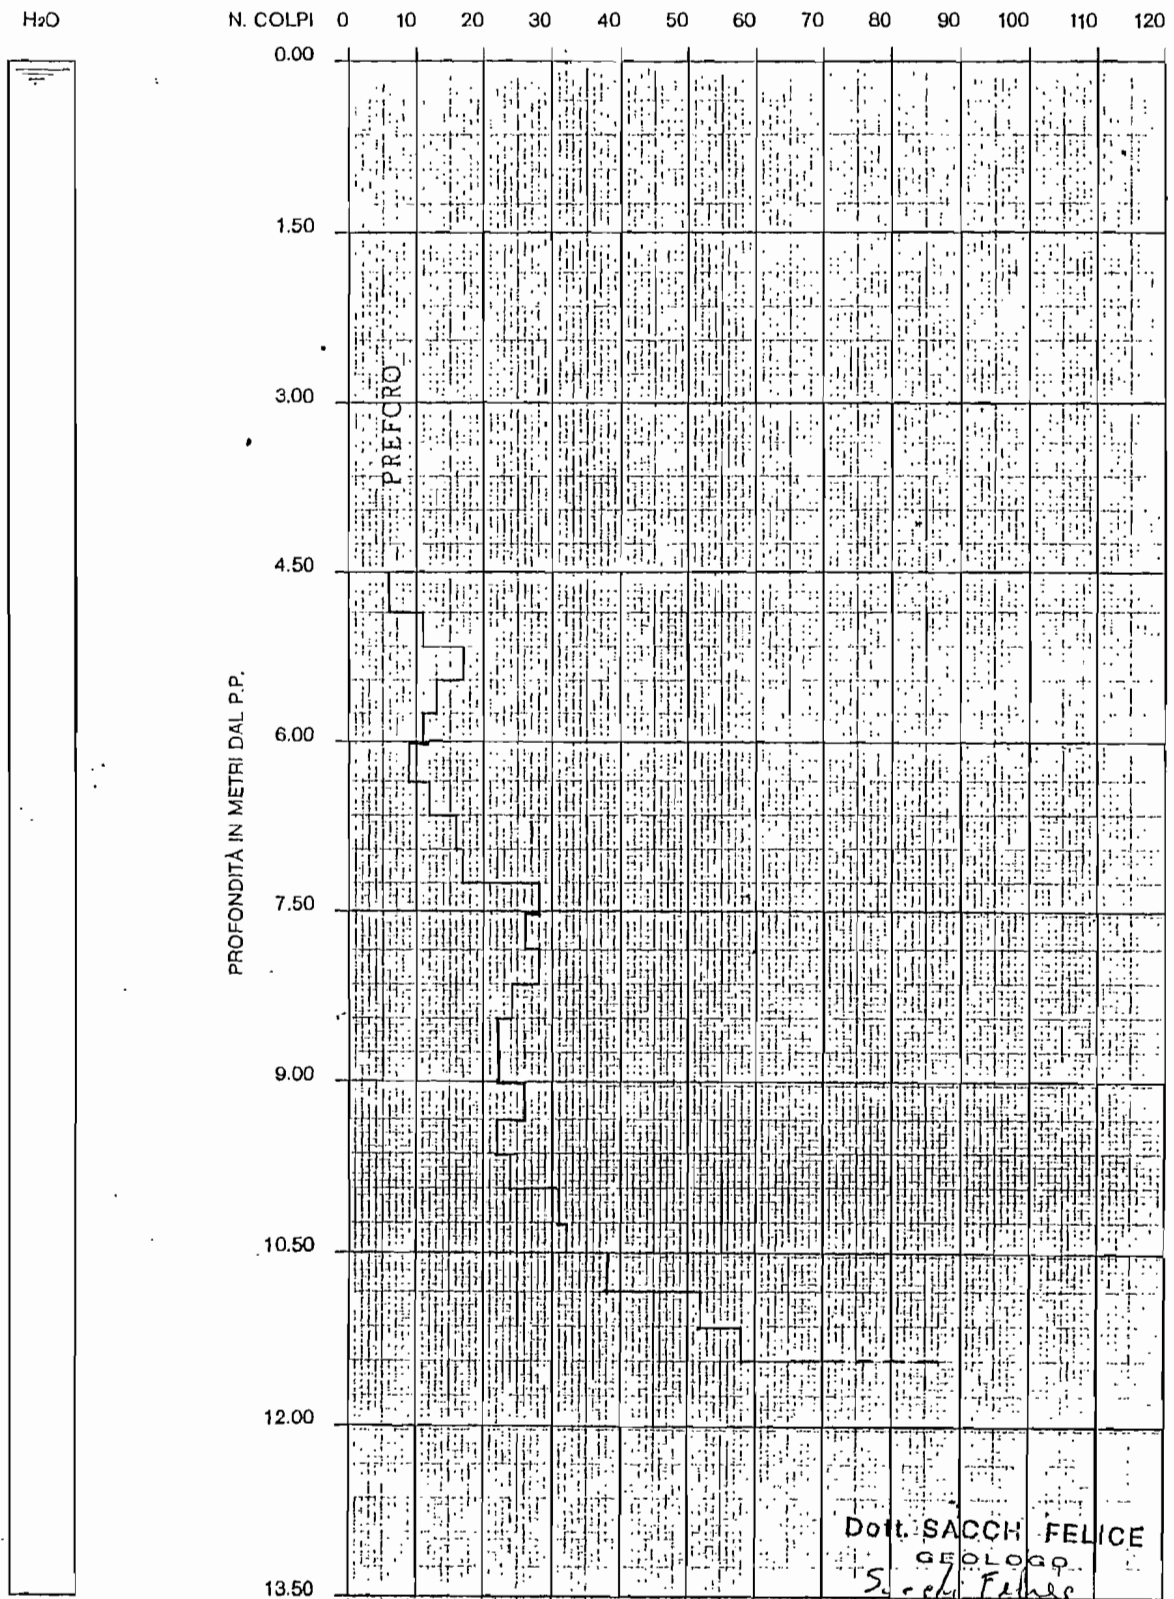 H2O
N. COLPI 0 10 20 30 40 50 60 70 80 90 100 110 120
0.00
1.50
3.00
PREFORO
4.50
6.00
PROFONDITÀ IN METRI DAL P.P.
7.50
9.00
10.50
12.00
Dott. SACCHI FELICE
GEOLOGO
Sacchi Felice
13.50